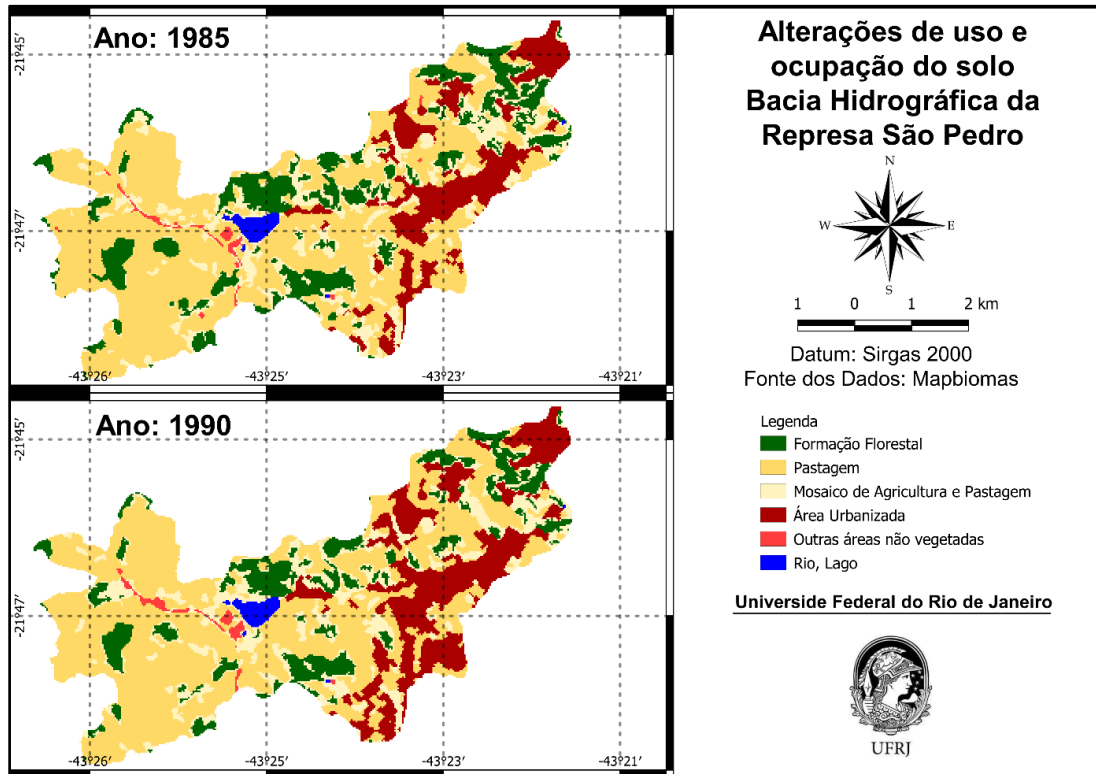 Ano: 1985
-21°45′
-21°47′
-43°26′
-43°25′
-43°23′
-43°21′
Ano: 1990
-21°45′
-21°47′
-43°26′
-43°25′
-43°23′
-43°21′
Alterações de uso e
ocupação do solo
Bacia Hidrográfica da
Represa São Pedro
N
W
E
S
1 0 1 2 km
Datum: Sirgas 2000
Fonte dos Dados: Mapbiomas
Legenda
Formação Florestal
Pastagem
Mosaico de Agricultura e Pastagem
Área Urbanizada
Outras áreas não vegetadas
Rio, Lago
Universide Federal do Rio de Janeiro
UFRJ